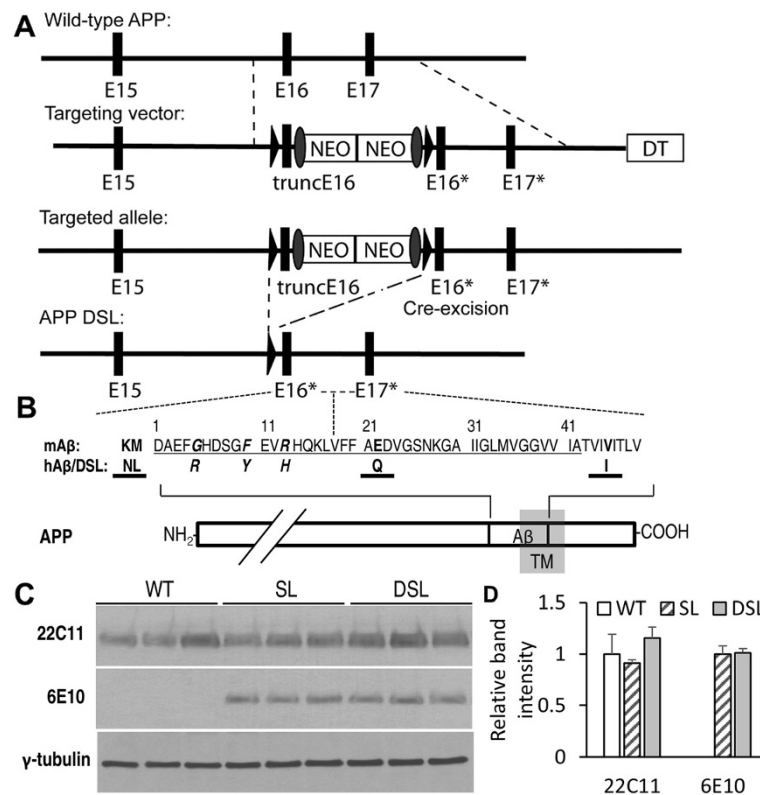 A
Wild-type APP:
E15 E16 E17
Targeting vector:
NEO NEO DT
E15 truncE16 E16* E17*
Targeted allele:
NEO NEO
E15 truncE16 E16* E17*
Cre-excision
APP DSL:
E15 E16* E17*
B
1 11 21 31 41
mAβ: KM DAEFGHDSGF EVRHQKLVFF AEDVGSNKGA IIGLMVGGVV IATVIVITLV
hAβ/DSL: NL R Y H Q I
APP NH2- Aβ -COOH
TM
C
WT SL DSL
22C11
6E10
γ-tubulin
D
WT SL DSL
Relative band intensity
1.5
1
0.5
0
22C11 6E10